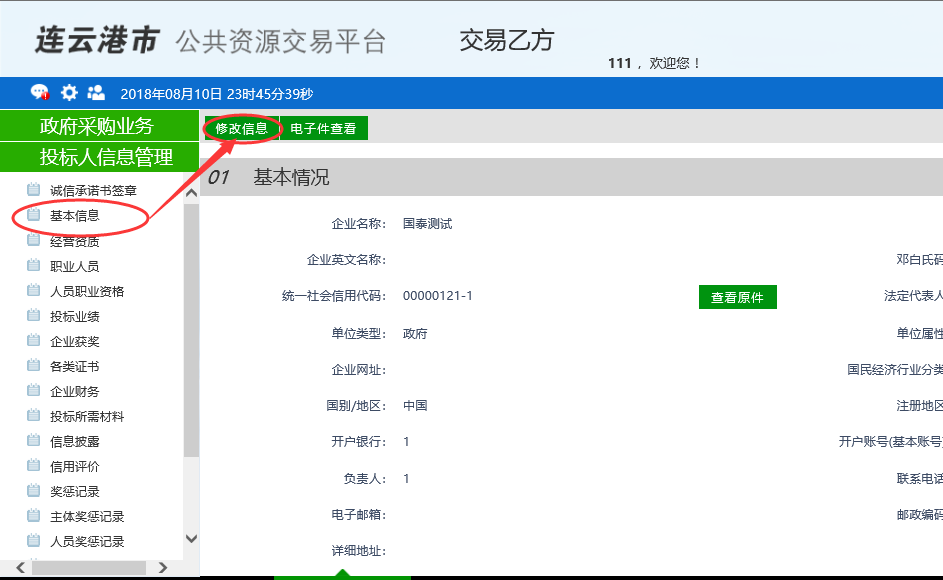 连云港市 公共资源交易平台 交易乙方
111，欢迎您！
2018年08月10日 23时45分39秒
政府采购业务
修改信息 电子件查看
投标人信息管理
诚信承诺书签章
基本信息
经营资质
职业人员
人员职业资格
投标业绩
企业获奖
各类证书
企业财务
投标所需材料
信息披露
信用评价
奖惩记录
主体奖惩记录
人员奖惩记录
01 基本情况
企业名称： 国泰测试
企业英文名称： 邓白氏码
统一社会信用代码： 00000121-1 查看原件 法定代表人
单位类型： 政府 单位属性
企业网址： 国民经济行业分类
国别/地区： 中国 注册地区
开户银行： 1 开户账号(基本账号)
负责人： 1 联系电话
电子邮箱： 邮政编码
详细地址：